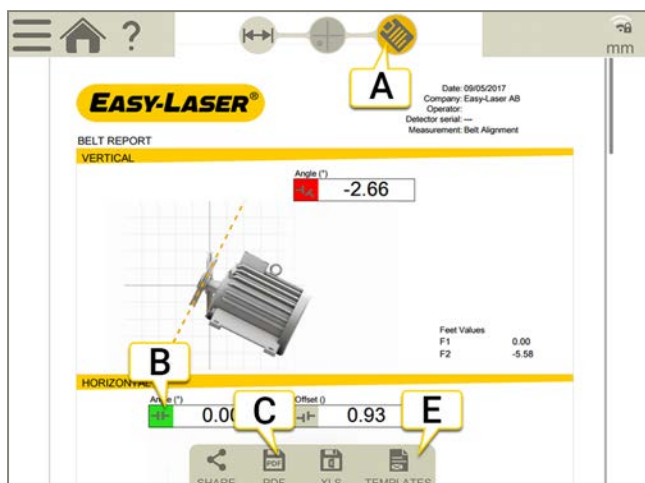 ?
mm
A
EASY-LASER®
Date: 09/05/2017
Company: Easy-Laser AB
Operator:
Detector serial: ---
Measurement: Belt Alignment
BELT REPORT
VERTICAL
Angle (°)
-2.66
Feet Values
F1 0.00
F2 -5.58
B
HORIZONTAL
Angle (°) Offset ()
0.00 0.93
C
E
SHARE PDF XLS TEMPLATES